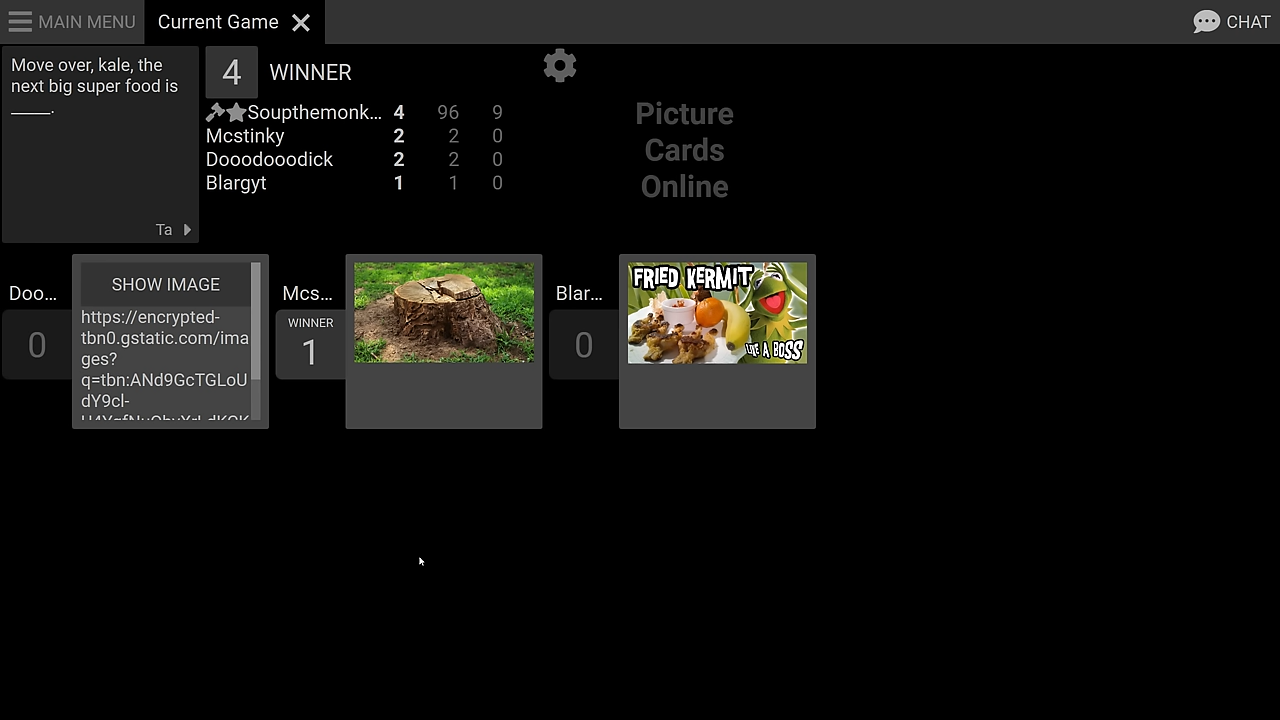 MAIN MENU
Current Game
CHAT
Move over, kale, the
next big super food is
_____.
Ta
4 WINNER
Soupthemonk... 4 96 9
Mcstinky 2 2 0
Dooodooodick 2 2 0
Blargyt 1 1 0
Picture
Cards
Online
Doo...
0
SHOW IMAGE
https://encrypted-
tbn0.gstatic.com/ima
ges?
q=tbn:ANd9GcTGLoU
dY9cl-
Mcs...
WINNER
1
Blar...
0
FRIED KERMIT
LIKE A BOSS